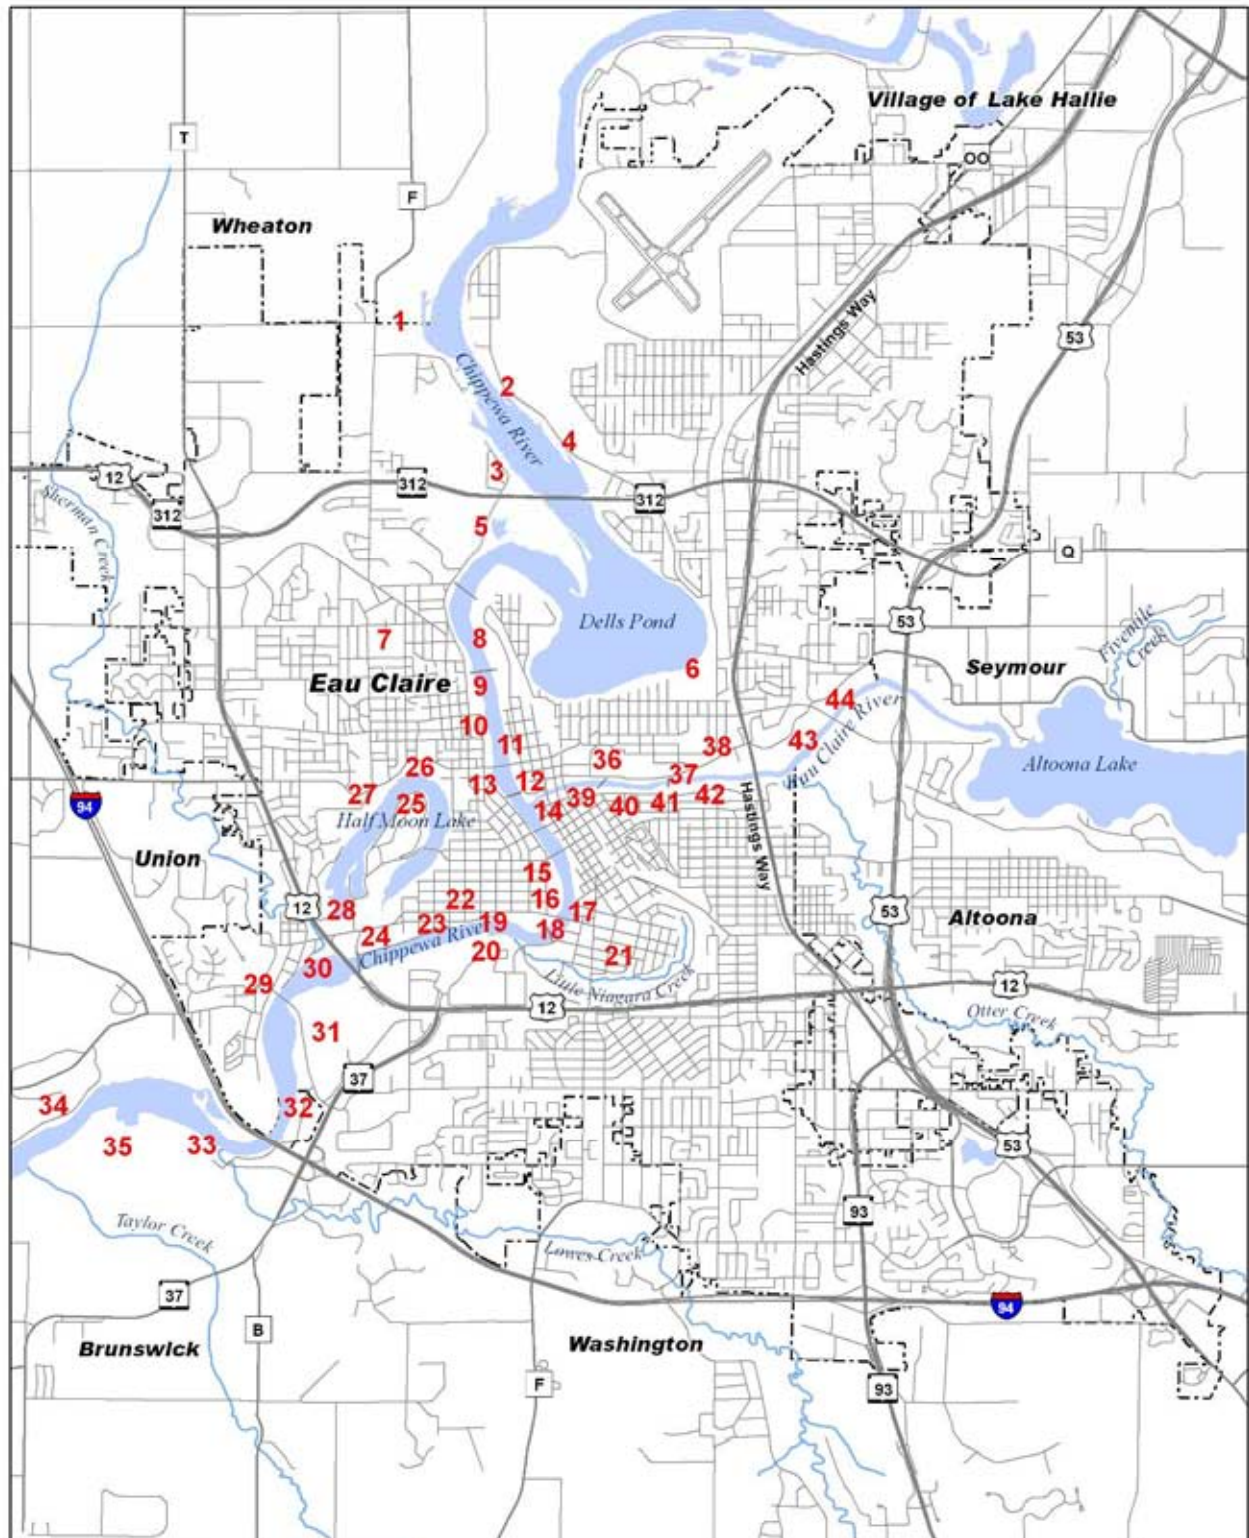 Village of Lake Hallie
T
OO
F
Wheaton
Hastings Way
1
53
Chippewa River
2
4
3
12
312
312
312
Sherman Creek
5
Q
Dells Pond
53
Fivemile Creek
7
8
6
Seymour
Eau Claire
9
44
10
Eau Claire River
11
36
38
43
26
37
Altoona Lake
13
12
27
25
39
40
41
42
94
14
Half Moon Lake
Hastings Way
Union
15
22
16
28
12
17
53
Altoona
23
19
18
24
Chippewa River
20
21
30
29
Little Niagara Creek
12
12
Otter Creek
31
37
34
32
35
33
53
93
Taylor Creek
Lowes Creek
37
94
B
Brunswick
Washington
F
93